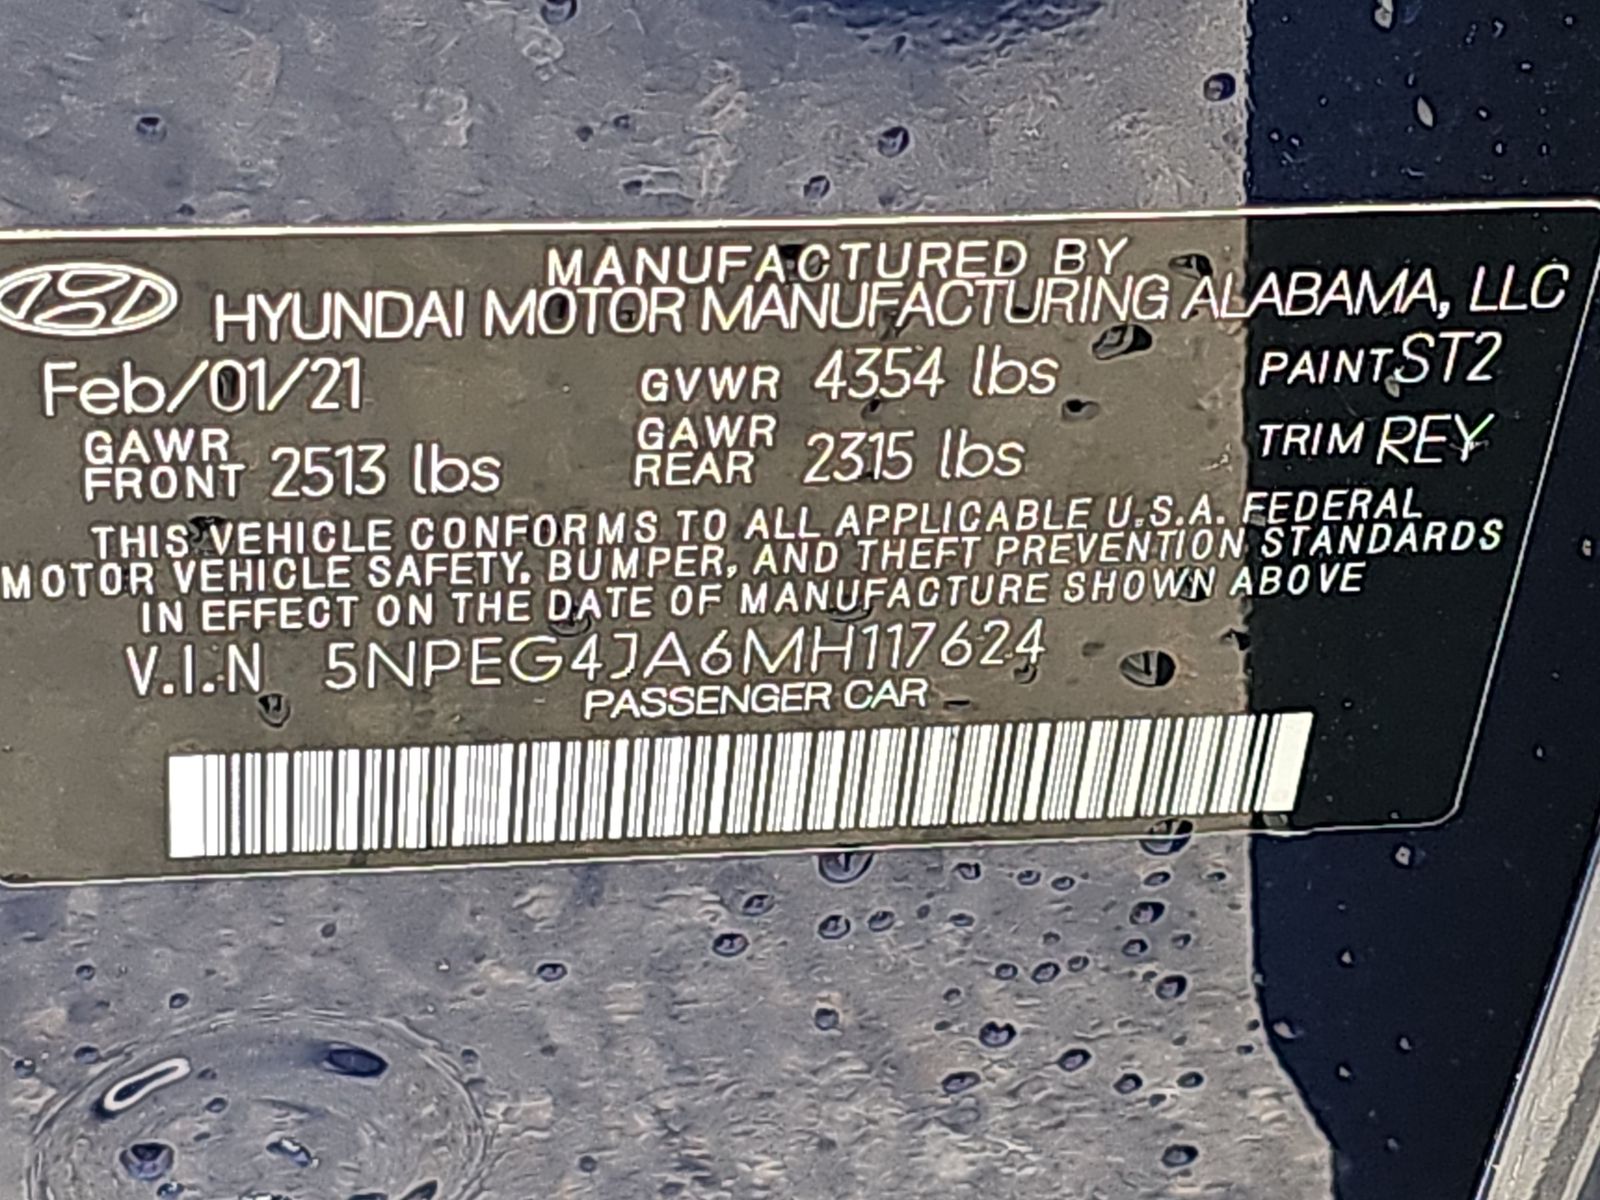 MANUFACTURED BY
HYUNDAI MOTOR MANUFACTURING ALABAMA, LLC
Feb/01/21 GVWR 4354 lbs PAINT ST2
GAWR FRONT 2513 lbs GAWR REAR 2315 lbs TRIM REY
THIS VEHICLE CONFORMS TO ALL APPLICABLE U.S.A. FEDERAL
MOTOR VEHICLE SAFETY, BUMPER, AND THEFT PREVENTION STANDARDS
IN EFFECT ON THE DATE OF MANUFACTURE SHOWN ABOVE
V.I.N 5NPEG4JA6MH117624
PASSENGER CAR